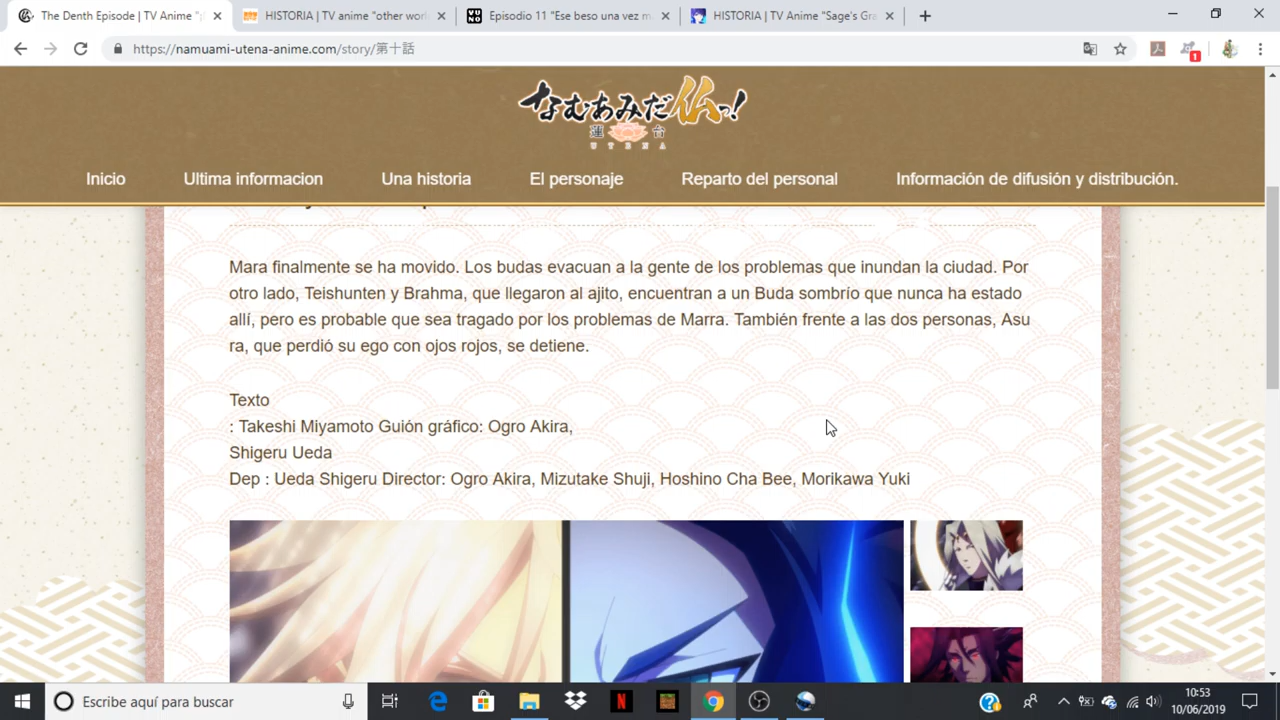 The Denth Episode | TV Anime "
HISTORIA | TV anime "other worl
Episodio 11 "Ese beso una vez m
HISTORIA | TV Anime "Sage's Gra
https://namuami-utena-anime.com/story/第十話
1
なむあみだ仏っ!
蓮台
UTENA
Inicio
Ultima informacion
Una historia
El personaje
Reparto del personal
Información de difusión y distribución.
Mara finalmente se ha movido. Los budas evacuan a la gente de los problemas que inundan la ciudad. Por
otro lado, Teishunten y Brahma, que llegaron al ajito, encuentran a un Buda sombrío que nunca ha estado
allí, pero es probable que sea tragado por los problemas de Marra. También frente a las dos personas, Asu
ra, que perdió su ego con ojos rojos, se detiene.
Texto
: Takeshi Miyamoto Guión gráfico: Ogro Akira,
Shigeru Ueda
Dep : Ueda Shigeru Director: Ogro Akira, Mizutake Shuji, Hoshino Cha Bee, Morikawa Yuki
Escribe aquí para buscar
10:53
10/06/2019